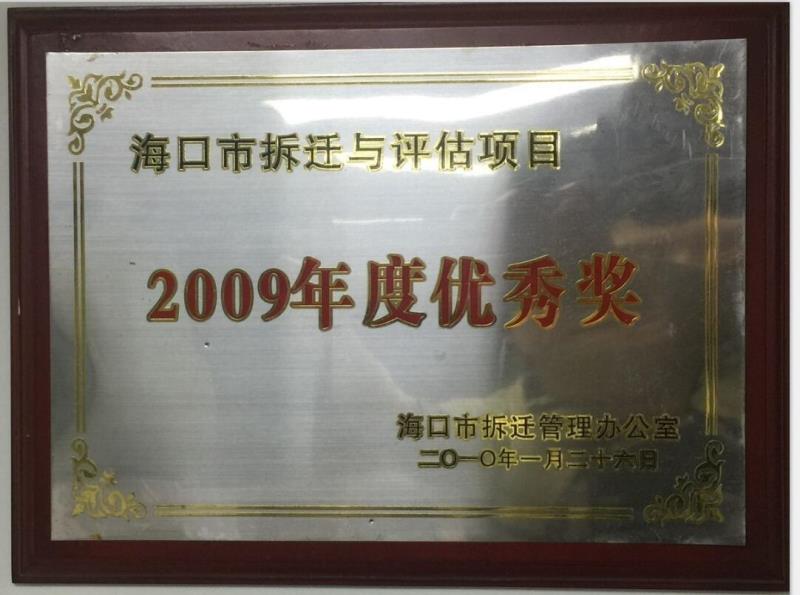 海口市拆迁与评估项目
2009年度优秀奖
海口市拆迁管理办公室
二〇一〇年一月二十六日